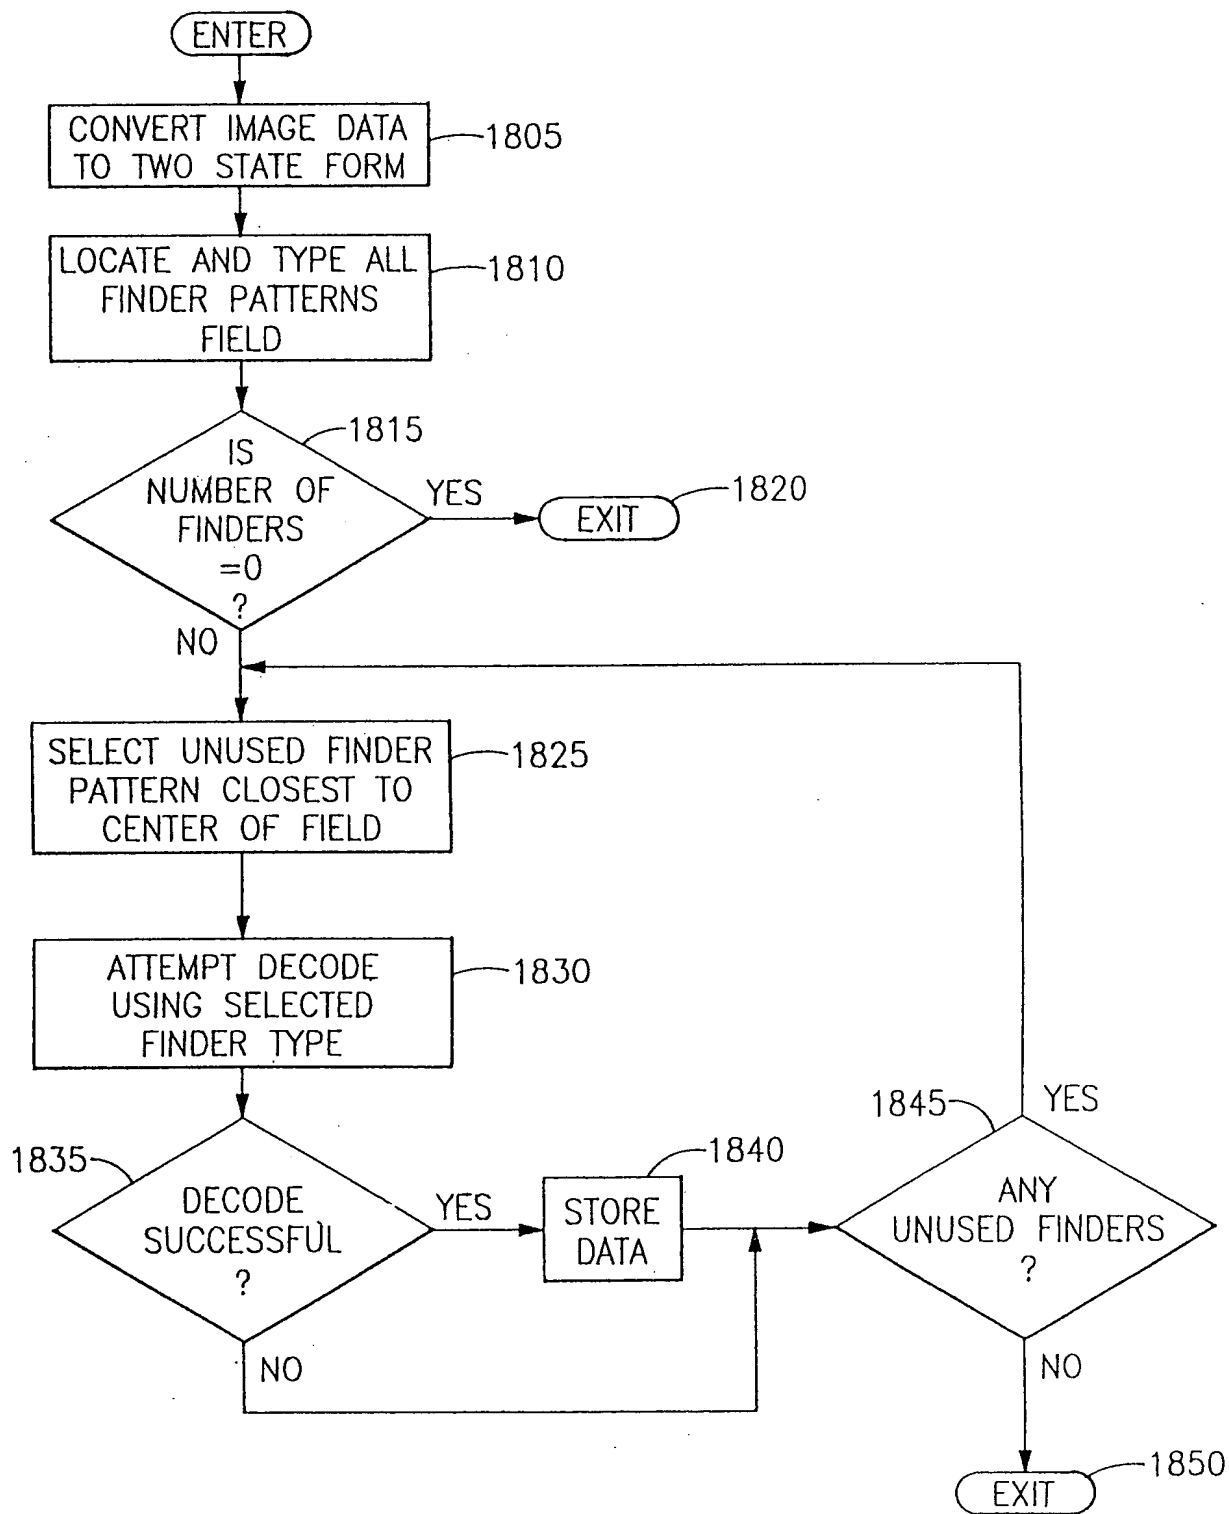 ENTER
CONVERT IMAGE DATA
TO TWO STATE FORM
1805
LOCATE AND TYPE ALL
FINDER PATTERNS
FIELD
1810
IS
NUMBER OF
FINDERS
=0
?
1815
YES
EXIT
1820
NO
SELECT UNUSED FINDER
PATTERN CLOSEST TO
CENTER OF FIELD
1825
ATTEMPT DECODE
USING SELECTED
FINDER TYPE
1830
1835
DECODE
SUCCESSFUL
?
YES
NO
STORE
DATA
1840
1845
YES
ANY
UNUSED FINDERS
?
NO
EXIT
1850